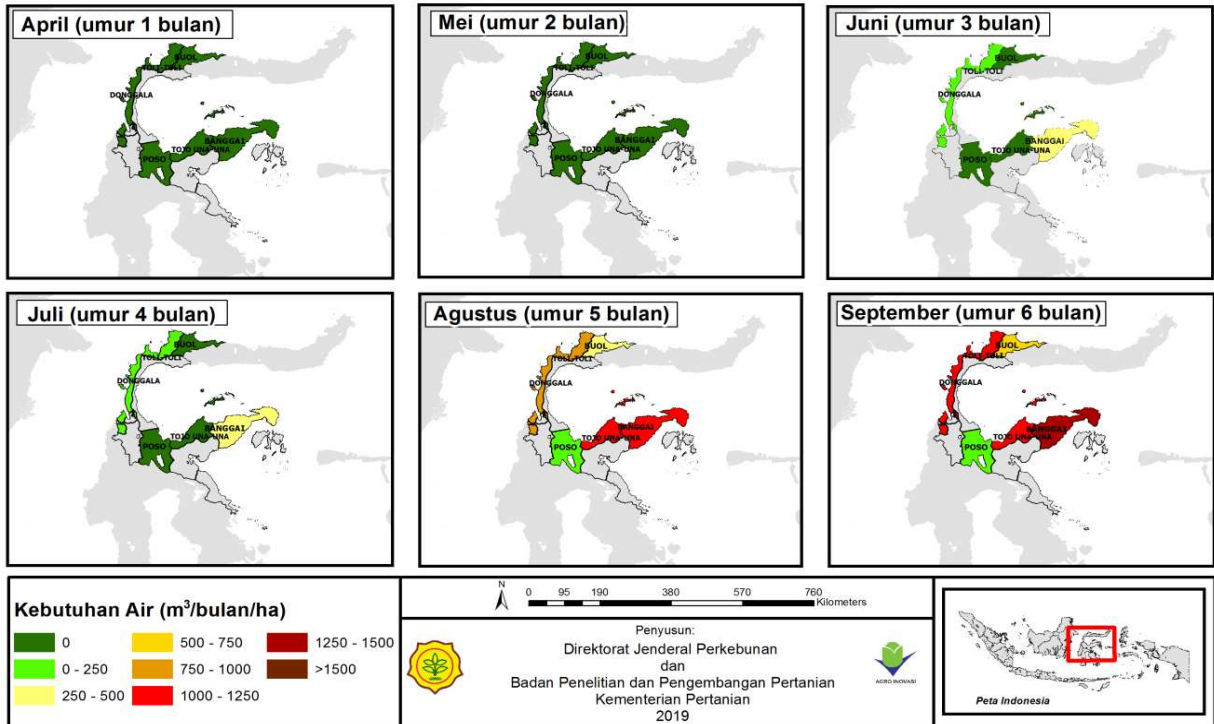 April (umur 1 bulan)
BUOL
TOLI-TOLI
DONGGALA
BANGGAI
TOJO UNA-UNA
POSO
Mei (umur 2 bulan)
BUOL
TOLI-TOLI
DONGGALA
BANGGAI
TOJO UNA-UNA
POSO
Juni (umur 3 bulan)
BUOL
TOLI-TOLI
DONGGALA
BANGGAI
TOJO UNA-UNA
POSO
Juli (umur 4 bulan)
BUOL
TOLI-TOLI
DONGGALA
BANGGAI
TOJO UNA-UNA
POSO
Agustus (umur 5 bulan)
BUOL
TOLI-TOLI
DONGGALA
BANGGAI
TOJO UNA-UNA
POSO
September (umur 6 bulan)
BUOL
TOLI-TOLI
DONGGALA
BANGGAI
TOJO UNA-UNA
POSO
Kebutuhan Air (m³/bulan/ha)
0
0 - 250
250 - 500
500 - 750
750 - 1000
1000 - 1250
1250 - 1500
>1500
N
0 95 190 380 570 760
Kilometers
Penyusun:
Direktorat Jenderal Perkebunan
dan
Badan Penelitian dan Pengembangan Pertanian
Kementerian Pertanian
2019
AGRO INOVASI
Peta Indonesia